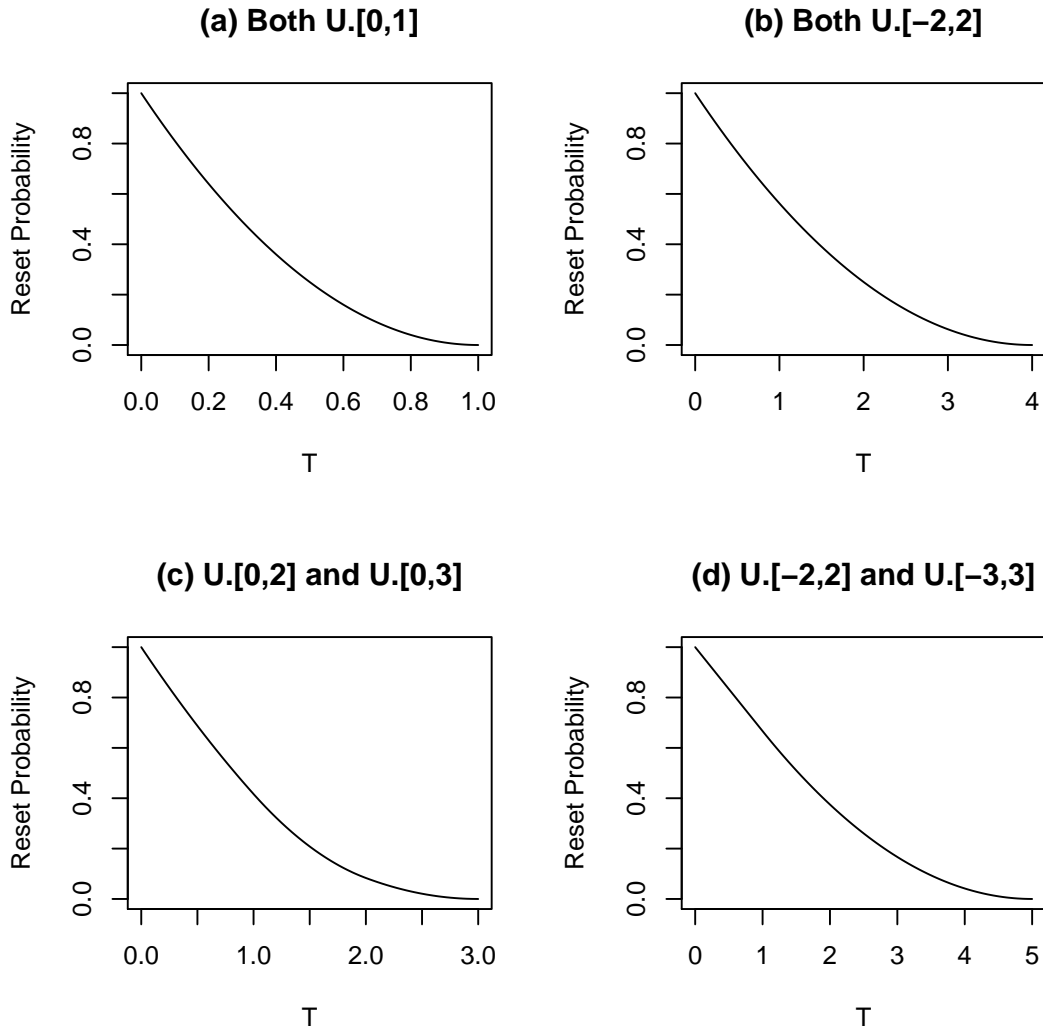 (a) Both U.[0,1]
Reset Probability
0.0 0.4 0.8
0.0 0.2 0.4 0.6 0.8 1.0
T
(b) Both U.[−2,2]
Reset Probability
0.0 0.4 0.8
0 1 2 3 4
T
(c) U.[0,2] and U.[0,3]
Reset Probability
0.0 0.4 0.8
0.0 1.0 2.0 3.0
T
(d) U.[−2,2] and U.[−3,3]
Reset Probability
0.0 0.4 0.8
0 1 2 3 4 5
T